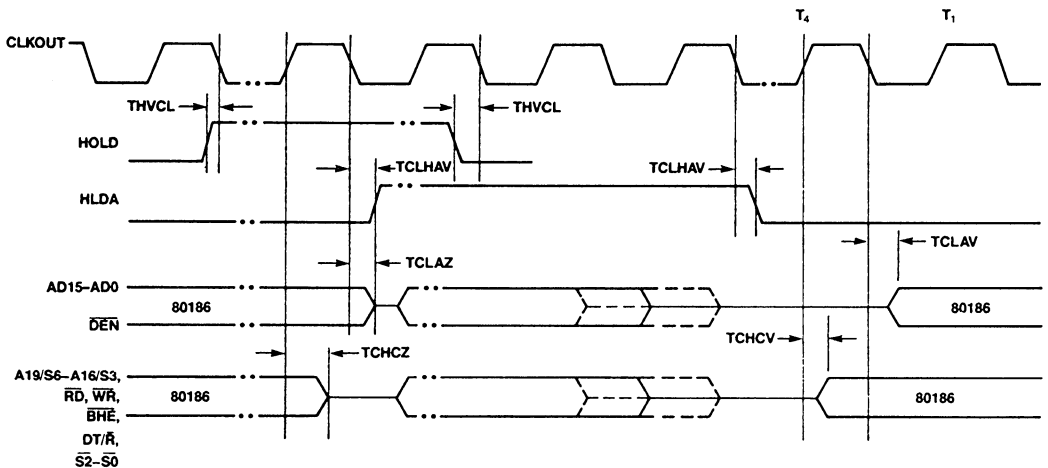 T4 T1
CLKOUT
THVCL THVCL
HOLD
TCLHAV TCLHAV
HLDA
TCLAV
TCLAZ
AD15–AD0
80186 80186
DEN
TCHCZ TCHCV
A19/S6–A16/S3,
RD, WR, 80186 80186
BHE,
DT/R,
S2–S0